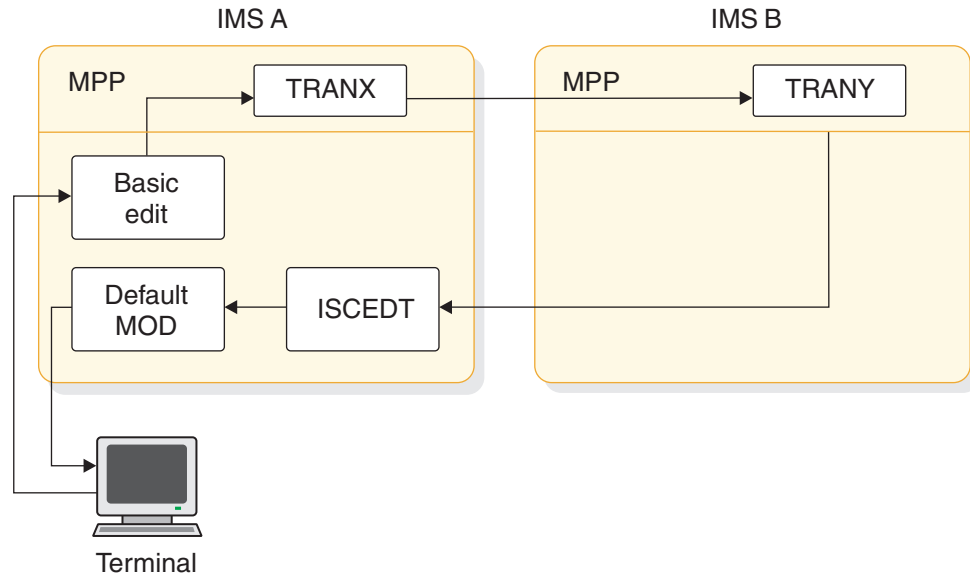 IMS A
IMS B
MPP
TRANX
MPP
TRANY
Basic
edit
Default
MOD
ISCEDT
Terminal